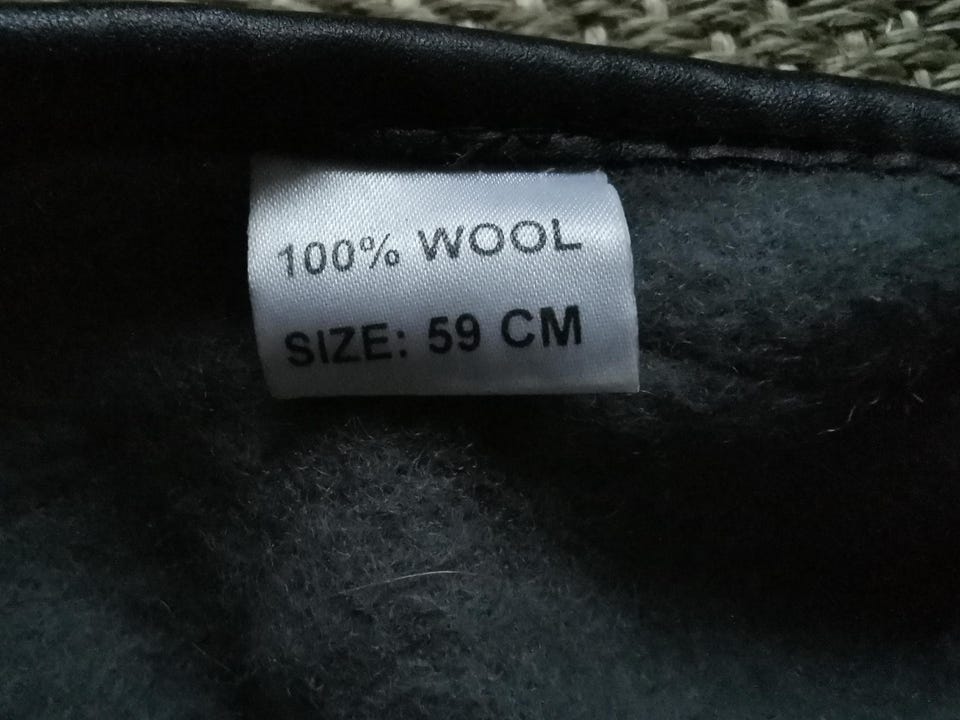 100% WOOL
SIZE: 59 CM